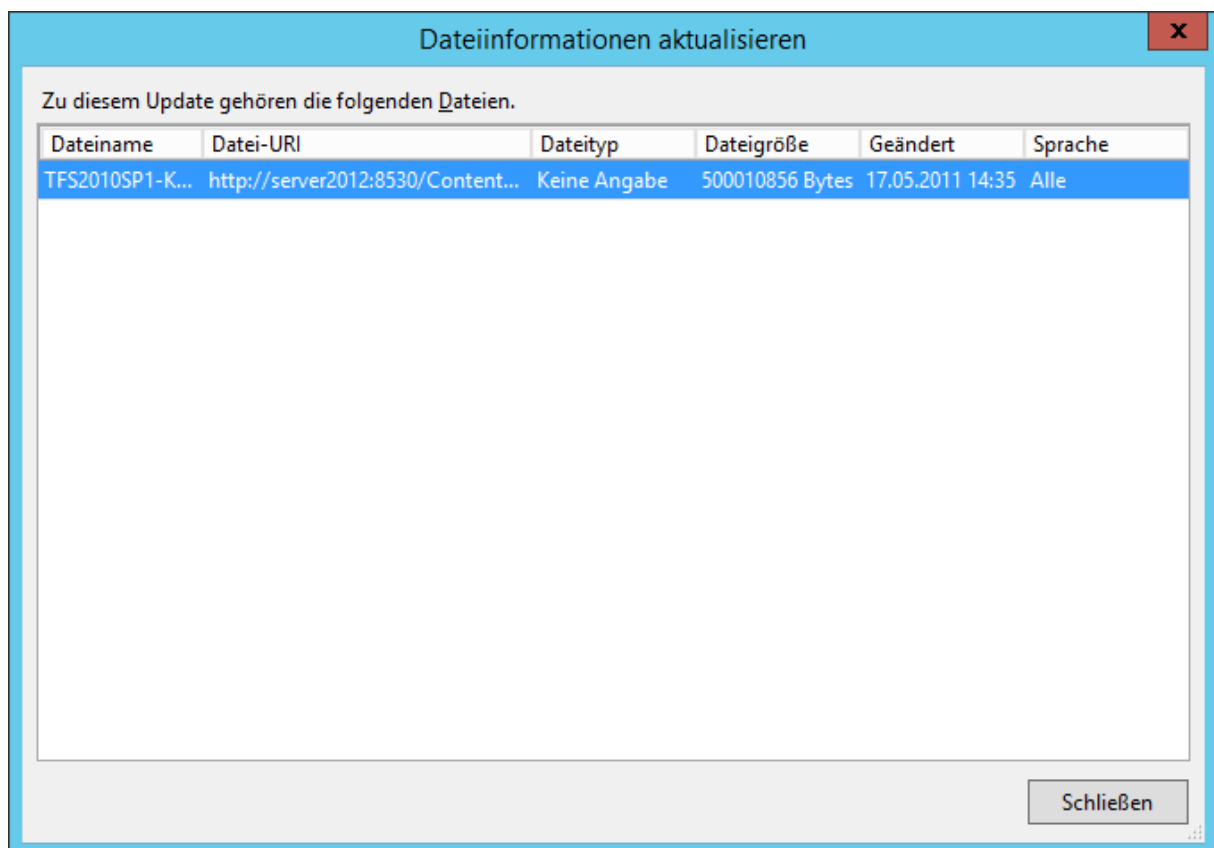 Dateiinformationen aktualisieren
x
Zu diesem Update gehören die folgenden Dateien.
Dateiname Datei-URI Dateityp Dateigröße Geändert Sprache
TFS2010SP1-K... http://server2012:8530/Content... Keine Angabe 500010856 Bytes 17.05.2011 14:35 Alle
Schließen